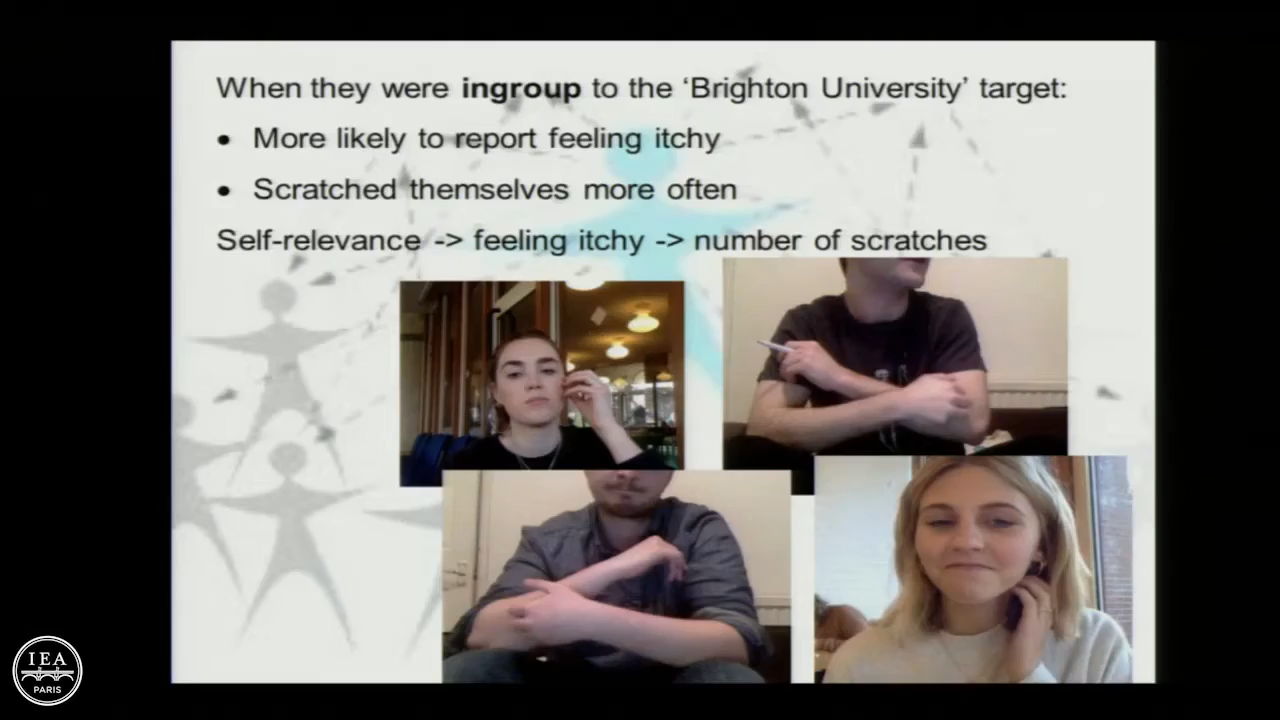 When they were ingroup to the ‘Brighton University’ target:
• More likely to report feeling itchy
• Scratched themselves more often
Self-relevance -> feeling itchy -> number of scratches
IEA
PARIS